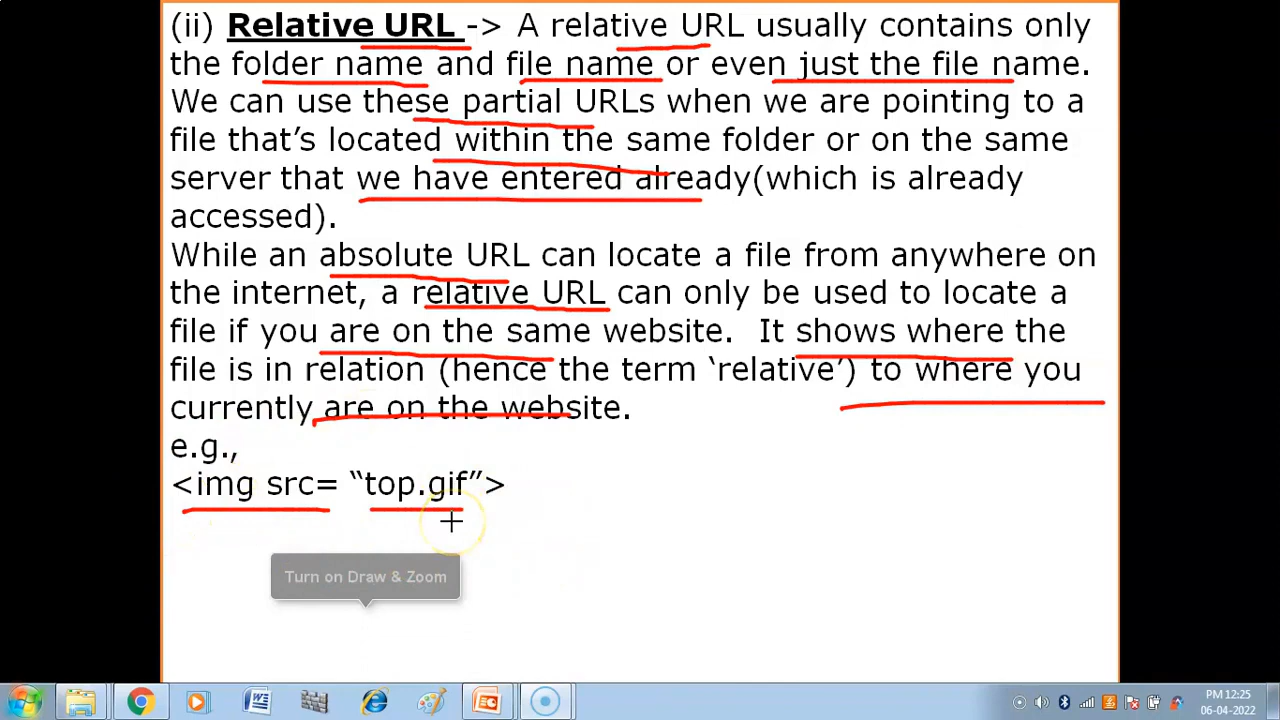 (ii) Relative URL -> A relative URL usually contains only
the folder name and file name or even just the file name.
We can use these partial URLs when we are pointing to a
file that’s located within the same folder or on the same
server that we have entered already(which is already
accessed).
While an absolute URL can locate a file from anywhere on
the internet, a relative URL can only be used to locate a
file if you are on the same website.  It shows where the
file is in relation (hence the term ‘relative’) to where you
currently are on the website.
e.g.,
<img src= “top.gif”>
Turn on Draw & Zoom
PM 12:25
06-04-2022